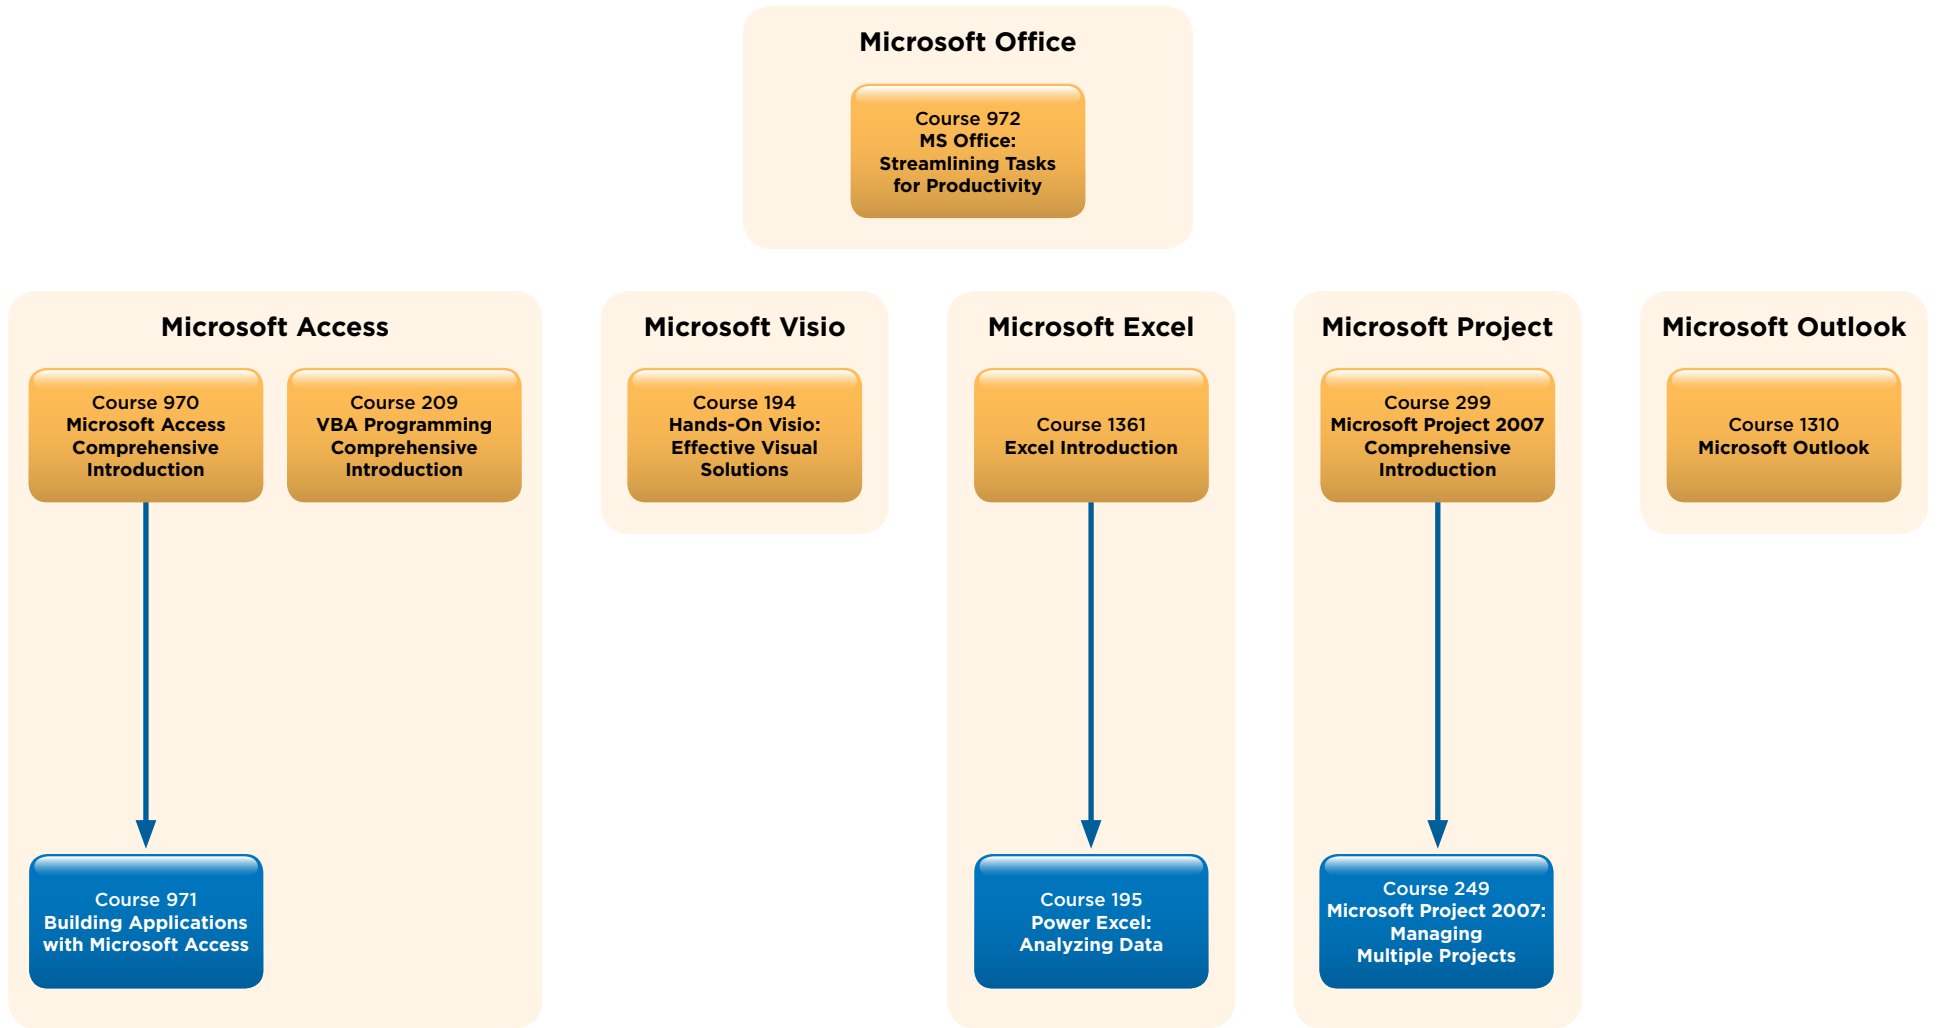 Microsoft Office
Course 972
MS Office:
Streamlining Tasks
for Productivity
Microsoft Access
Course 970
Microsoft Access
Comprehensive
Introduction
Course 209
VBA Programming
Comprehensive
Introduction
Course 971
Building Applications
with Microsoft Access
Microsoft Visio
Course 194
Hands-On Visio:
Effective Visual
Solutions
Microsoft Excel
Course 1361
Excel Introduction
Course 195
Power Excel:
Analyzing Data
Microsoft Project
Course 299
Microsoft Project 2007
Comprehensive
Introduction
Course 249
Microsoft Project 2007:
Managing
Multiple Projects
Microsoft Outlook
Course 1310
Microsoft Outlook